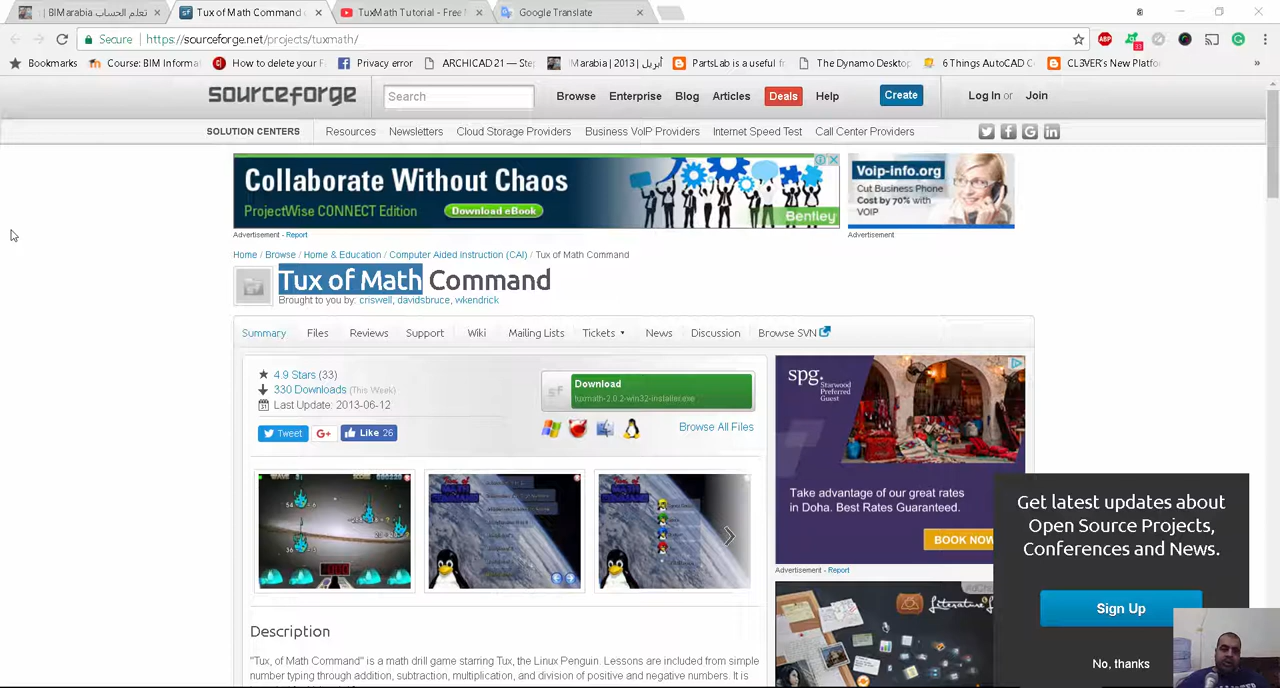 تعلم الحساب | BIMarabia
Tux of Math Command
TuxMath Tutorial - Free
Google Translate
Secure | https://sourceforge.net/projects/tuxmath/
Bookmarks
Course: BIM Informa
How to delete your F
Privacy error
ARCHICAD 21 — Ste
أبريل | 2013 | Marabia
PartsLab is a useful fr
The Dynamo Desktop
6 Things AutoCAD C
CL3VER's New Platfo
»
ABP
33
sourceforge
Search
Browse Enterprise Blog Articles Deals Help
Create
Log In or Join
SOLUTION CENTERS
Resources Newsletters Cloud Storage Providers Business VoIP Providers Internet Speed Test Call Center Providers
Collaborate Without Chaos
ProjectWise CONNECT Edition
Download eBook
Bentley
Voip-info.org
Cut Business Phone
Cost by 70% with
VOIP
Advertisement - Report
Advertisement
Home / Browse / Home & Education / Computer Aided Instruction (CAI) / Tux of Math Command
Tux of Math Command
Brought to you by: criswell, davidsbruce, wkendrick
Summary Files Reviews Support Wiki Mailing Lists Tickets News Discussion Browse SVN
4.9 Stars (33)
330 Downloads (This Week)
Last Update: 2013-06-12
Tweet
G+
Like 26
sf
Download
tuxmath-2.0.2-win32-installer.exe
Browse All Files
spg.
Starwood
Preferred
Guest
Take advantage of our great rates
in Doha. Best Rates Guaranteed.
BOOK NOW
Advertisement - Report
Get latest updates about
Open Source Projects,
Conferences and News.
Sign Up
No, thanks
Description
"Tux, of Math Command" is a math drill game starring Tux, the Linux Penguin. Lessons are included from simple
number typing through addition, subtraction, multiplication, and division of positive and negative numbers. It is